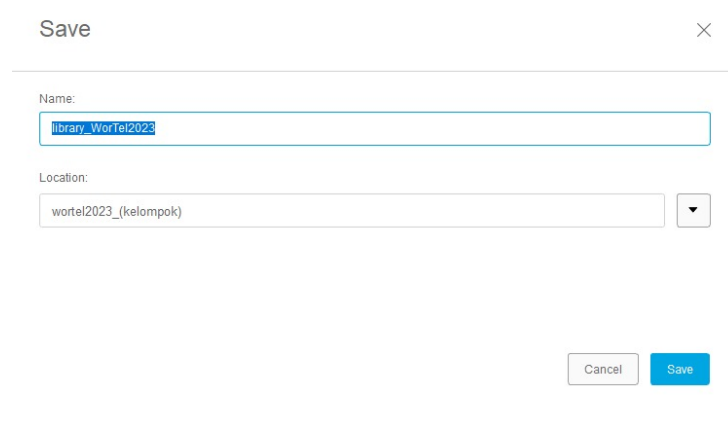 Save
Name:
library_WorTel2023
Location:
wortel2023_(kelompok)
Cancel
Save